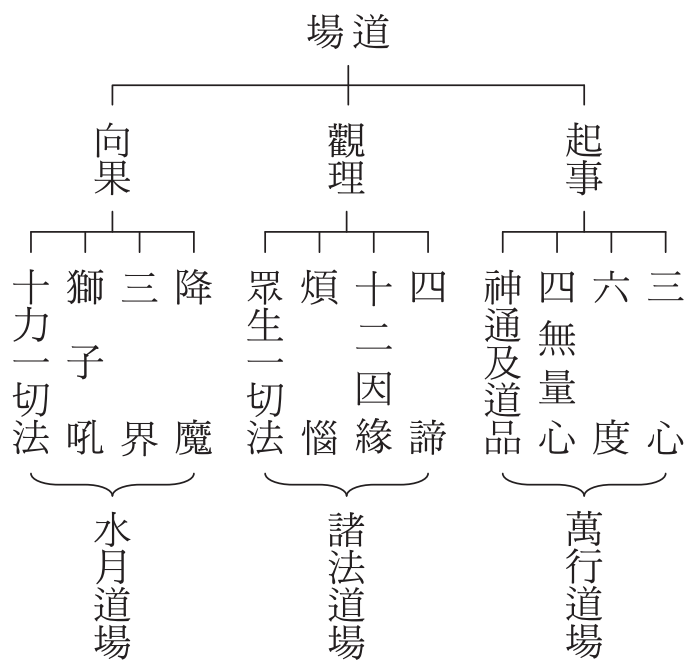 道場
起事
觀理
向果
三心
六度
四無量心
神通及道品
四諦
十二因緣
煩惱
眾生一切法
降魔
三界
獅子吼
十力一切法
萬行道場
諸法道場
水月道場